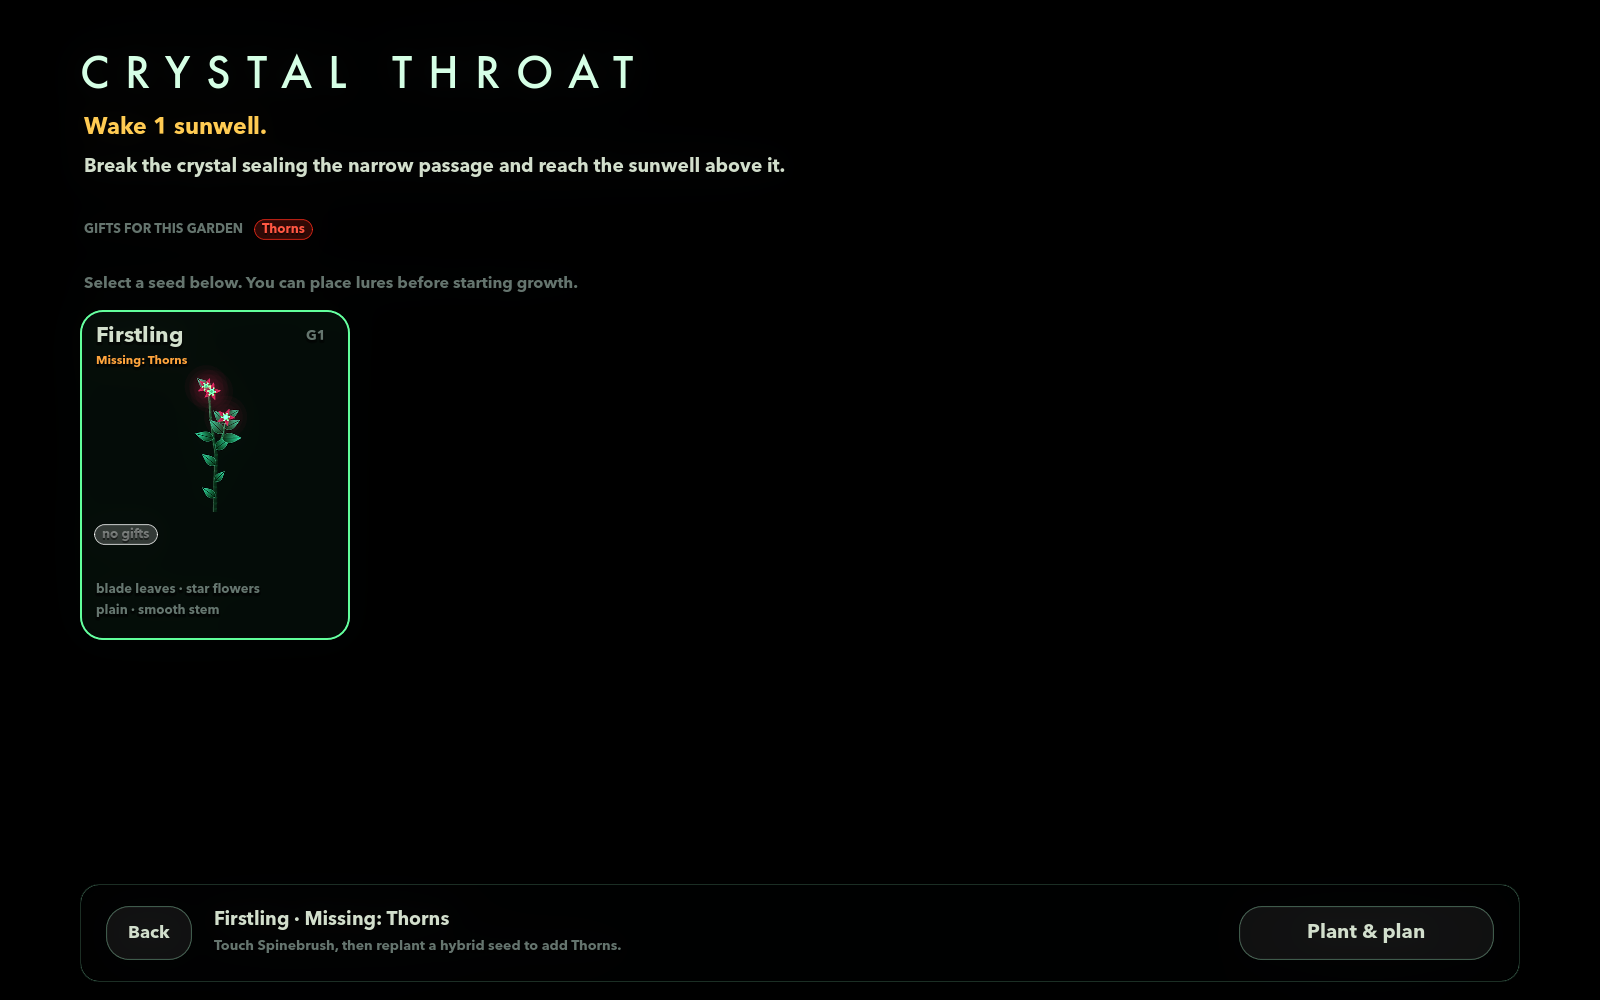 CRYSTAL THROAT
Wake 1 sunwell.
Break the crystal sealing the narrow passage and reach the sunwell above it.
GIFTS FOR THIS GARDEN Thorns
Select a seed below. You can place lures before starting growth.
Firstling G1
Missing: Thorns
no gifts
blade leaves · star flowers
plain · smooth stem
Back
Firstling · Missing: Thorns
Touch Spinebrush, then replant a hybrid seed to add Thorns.
Plant & plan